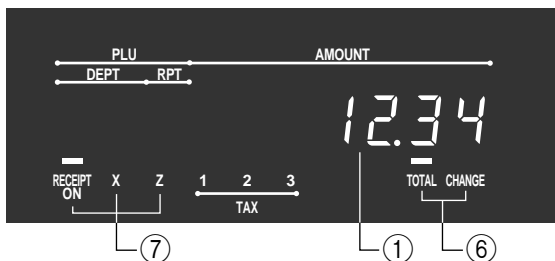 PLU AMOUNT
DEPT RPT
12.34
RECEIPT X Z 1 2 3 TOTAL CHANGE
ON
TAX
7 1 6